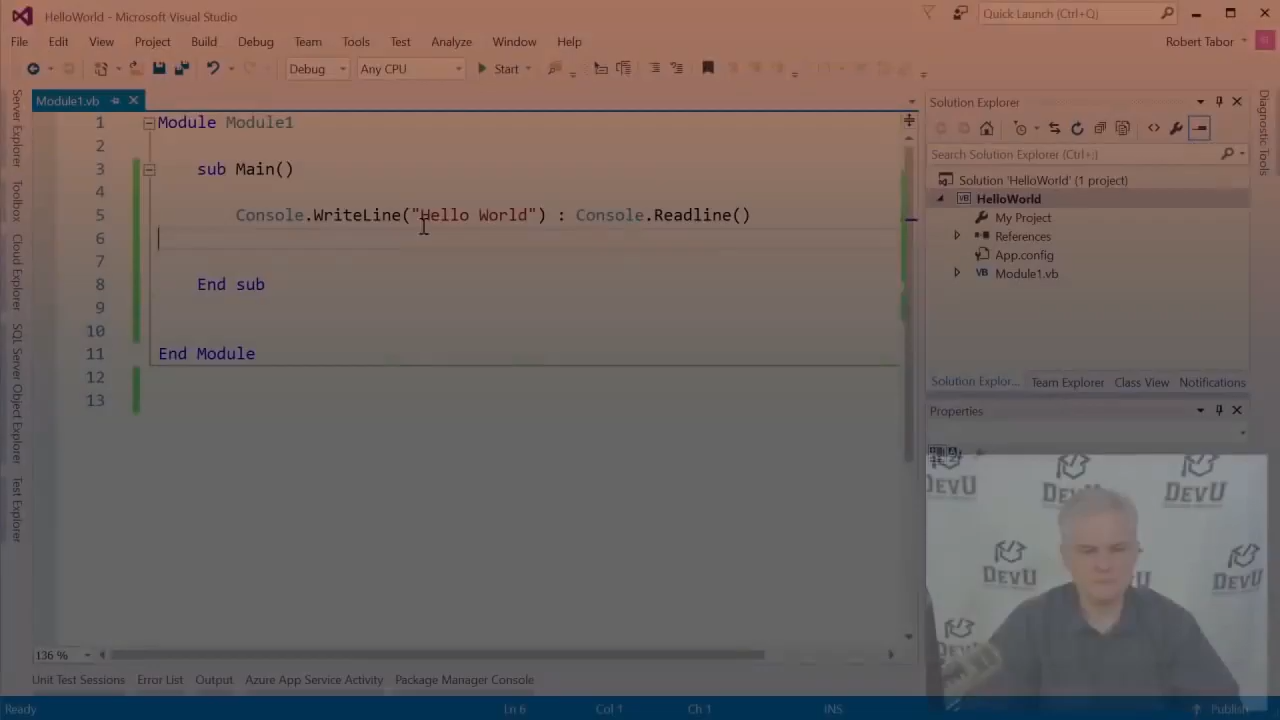 HelloWorld - Microsoft Visual Studio
Quick Launch (Ctrl+Q)
File Edit View Project Build Debug Team Tools Test Analyze Window Help
Robert Tabor
Debug Any CPU Start
Server Explorer
Toolbox
Cloud Explorer
SQL Server Object Explorer
Test Explorer
Module1.vb
1 Module Module1
2
3 sub Main()
4
5 Console.WriteLine("Hello World") : Console.Readline()
6
7
8 End sub
9
10
11 End Module
12
13
136 %
Solution Explorer
Search Solution Explorer (Ctrl+;)
Solution 'HelloWorld' (1 project)
VB HelloWorld
My Project
References
App.config
VB Module1.vb
Solution Explor... Team Explorer Class View Notifications
Properties
Diagnostic Tools
DEVU
DEVU
DEVU
DEVU
Unit Test Sessions Error List Output Azure App Service Activity Package Manager Console
Ready Ln 6 Col 1 Ch 1 INS Publish